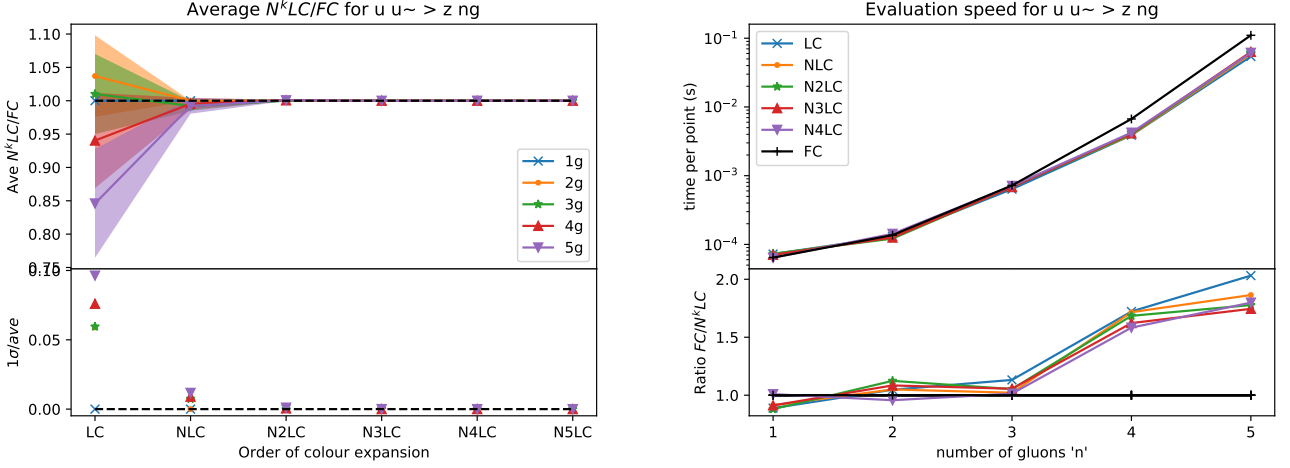 Average N^kLC/FC for u u~ > z ng
Ave N^kLC/FC
1.10
1.05
1.00
0.95
0.90
0.85
0.80
0.75
1g
2g
3g
4g
5g
1σ/ave
0.10
0.05
0.00
LC NLC N2LC N3LC N4LC N5LC
Order of colour expansion
Evaluation speed for u u~ > z ng
time per point (s)
10^−1
10^−2
10^−3
10^−4
LC
NLC
N2LC
N3LC
N4LC
FC
Ratio FC/N^kLC
2.0
1.5
1.0
1 2 3 4 5
number of gluons 'n'